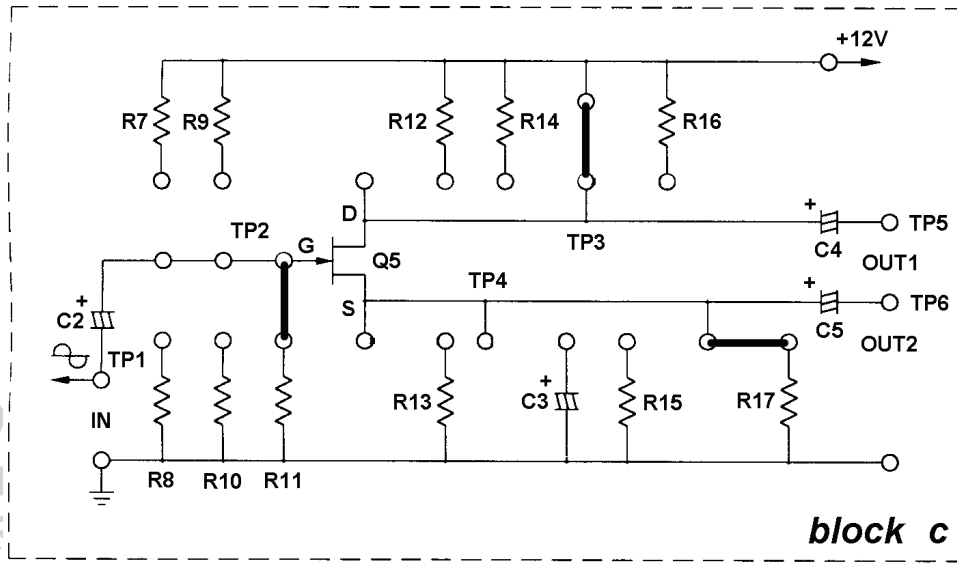 +12V
R7
R9
R12
R14
R16
D
TP2
G
Q5
TP3
+
C4
TP5
OUT1
S
TP4
+
C5
TP6
OUT2
+
C2
TP1
IN
R13
+
C3
R15
R17
R8
R10
R11
block c